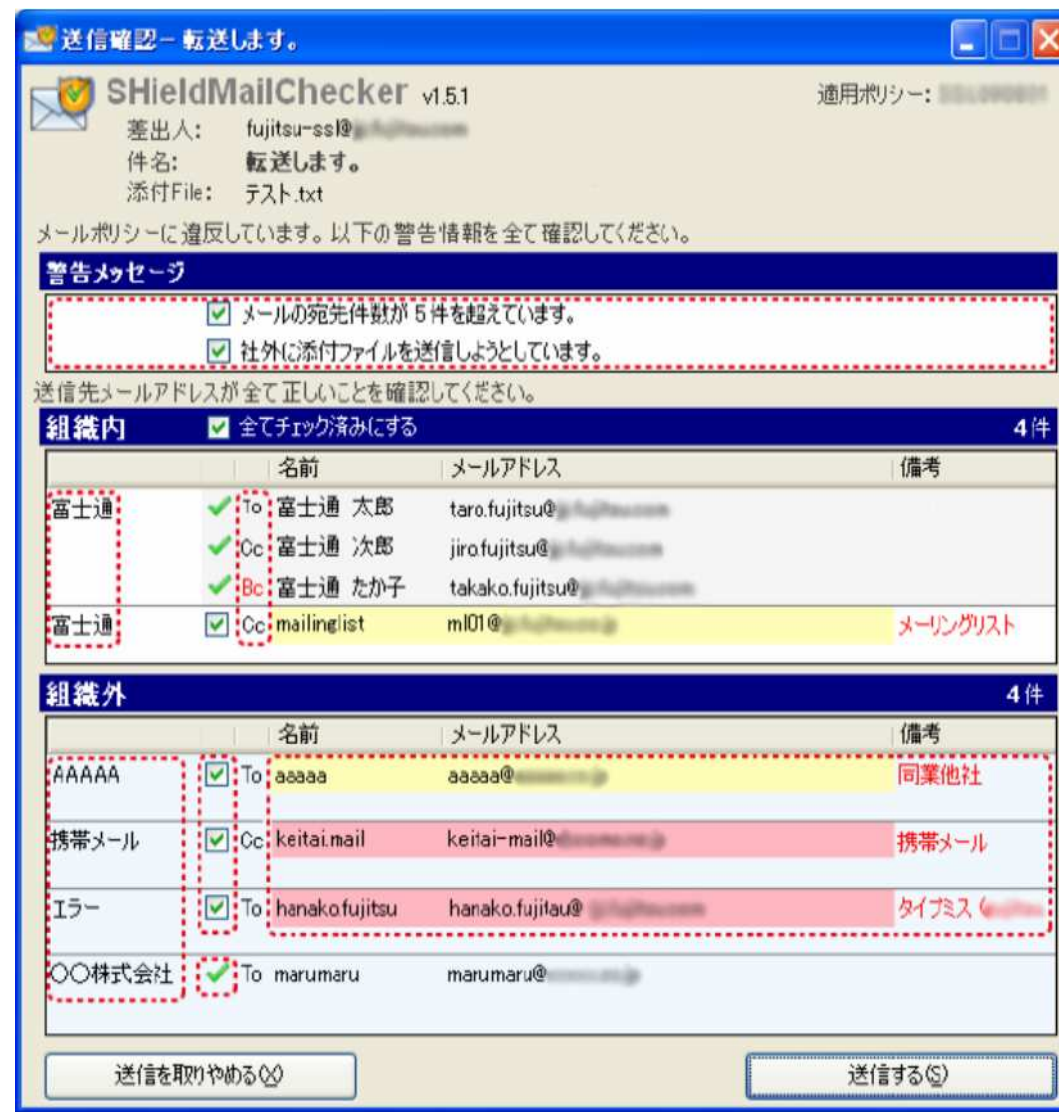 送信確認 - 転送します。
SHieldMailChecker v1.5.1 適用ポリシー:
差出人: fujitsu-ssl@
件名: 転送します。
添付File: テスト.txt
メールポリシーに違反しています。以下の警告情報を全て確認してください。
警告メッセージ
メールの宛先件数が 5 件を超えています。
社外に添付ファイルを送信しようとしています。
送信先メールアドレスが全て正しいことを確認してください。
組織内 全てチェック済みにする 4件
名前 メールアドレス 備考
富士通 To 富士通 太郎 taro.fujitsu@
Cc 富士通 次郎 jiro.fujitsu@
Bc 富士通 たか子 takako.fujitsu@
富士通 Cc mailinglist ml01@ メーリングリスト
組織外 4件
名前 メールアドレス 備考
AAAAA To aaaaa aaaaa@ 同業他社
携帯メール Cc keitai.mail keitai-mail@ 携帯メール
エラー To hanako.fujitsu hanako.fujitau@ タイプミス (
〇〇株式会社 To marumaru marumaru@
送信を取りやめる(X) 送信する(S)